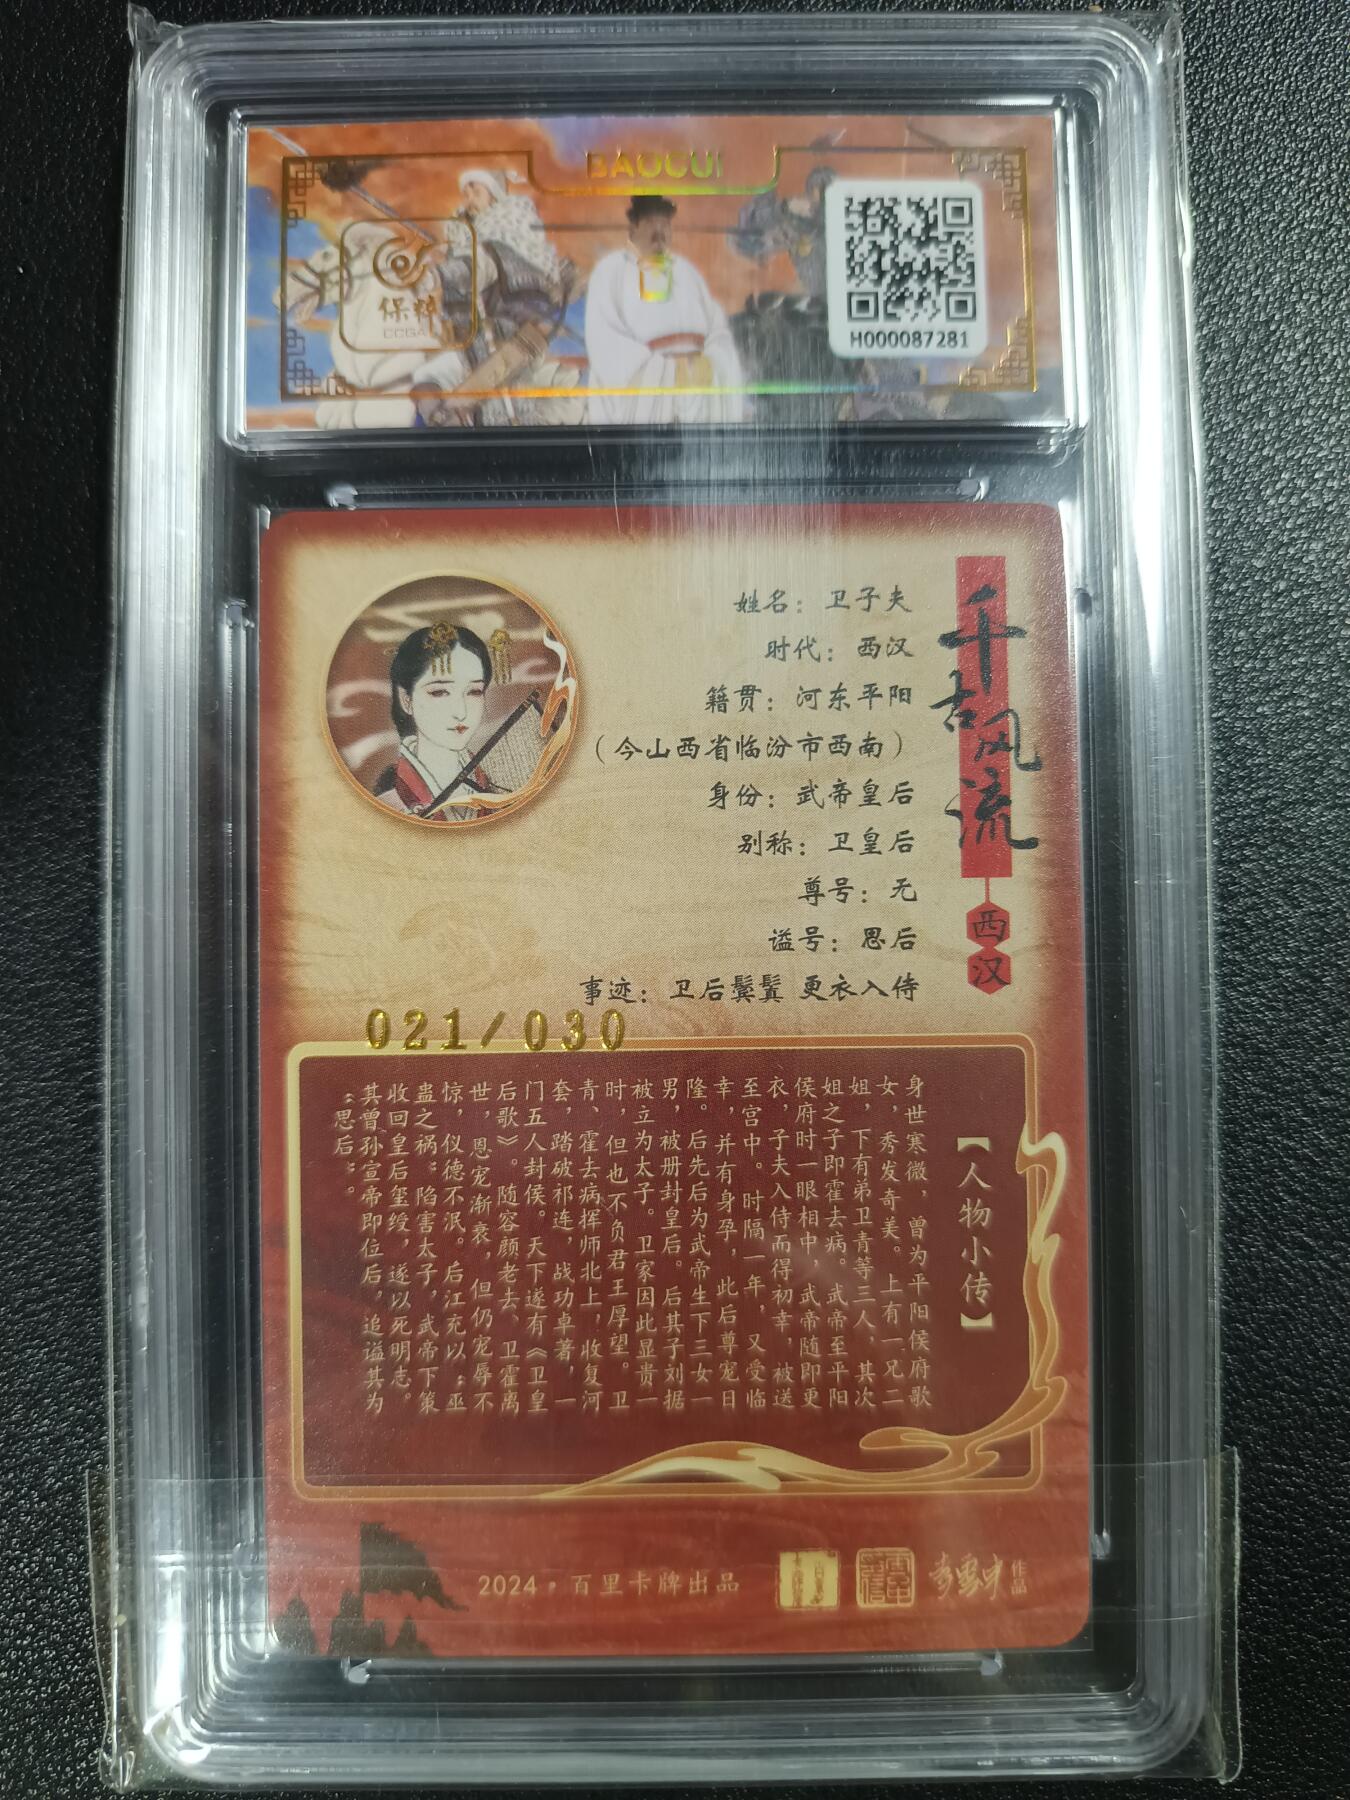 BAOCUI
保粹
CCGA
H000087281
千古风流
西汉
姓名：卫子夫
时代：西汉
籍贯：河东平阳
（今山西省临汾市西南）
身份：武帝皇后
别称：卫皇后
尊号：无
谥号：思后
事迹：卫后鬓鬒 更衣入侍
021/030
【人物小传】
身世寒微，曾为平阳侯府歌
女，秀发奇美。上有一兄二
姐，下有弟卫青等三人，其次
姐之子即霍去病。武帝至平阳
侯府时一眼相中，武帝随即更
衣，子夫入侍而得初幸，被送
至宫中。时隔一年，又受临
幸，并有身孕，此后尊宠日
隆。后先后为武帝生下三女一
男，被册封皇后。后其子刘据
被立为太子。卫家因此显贵一
时，但也不负君王厚望。卫
青、霍去病挥师北上，收复河
套，踏破祁连，战功卓著，一
门五人封侯。天下遂有《卫皇
后歌》。随容颜老去，卫霍离
世，恩宠渐衰，但仍宠辱不
惊，仪德不泯。后江充以“巫
蛊之祸”陷害太子，武帝下策
收回皇后玺绶，遂以死明志。
其曾孙宣帝即位后，追谥其为
“思后”。
2024·百里卡牌出品
李云中作品